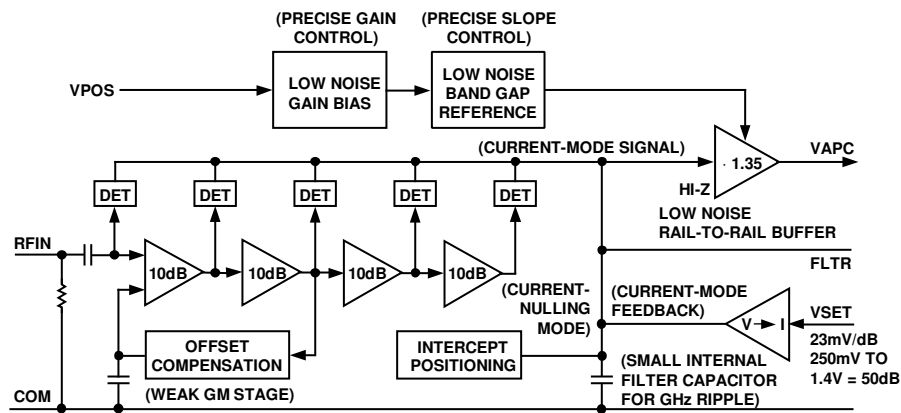 (PRECISE GAIN
CONTROL)
(PRECISE SLOPE
CONTROL)
VPOS
LOW NOISE
GAIN BIAS
LOW NOISE
BAND GAP
REFERENCE
(CURRENT-MODE SIGNAL)
· 1.35
VAPC
HI-Z
DET
DET
DET
DET
DET
LOW NOISE
RAIL-TO-RAIL BUFFER
RFIN
10dB
10dB
10dB
10dB
FLTR
(CURRENT-
NULLING
MODE)
(CURRENT-MODE
FEEDBACK)
V
I
VSET
23mV/dB
250mV TO
1.4V = 50dB
OFFSET
COMPENSATION
INTERCEPT
POSITIONING
(SMALL INTERNAL
FILTER CAPACITOR
FOR GHz RIPPLE)
COM
(WEAK GM STAGE)